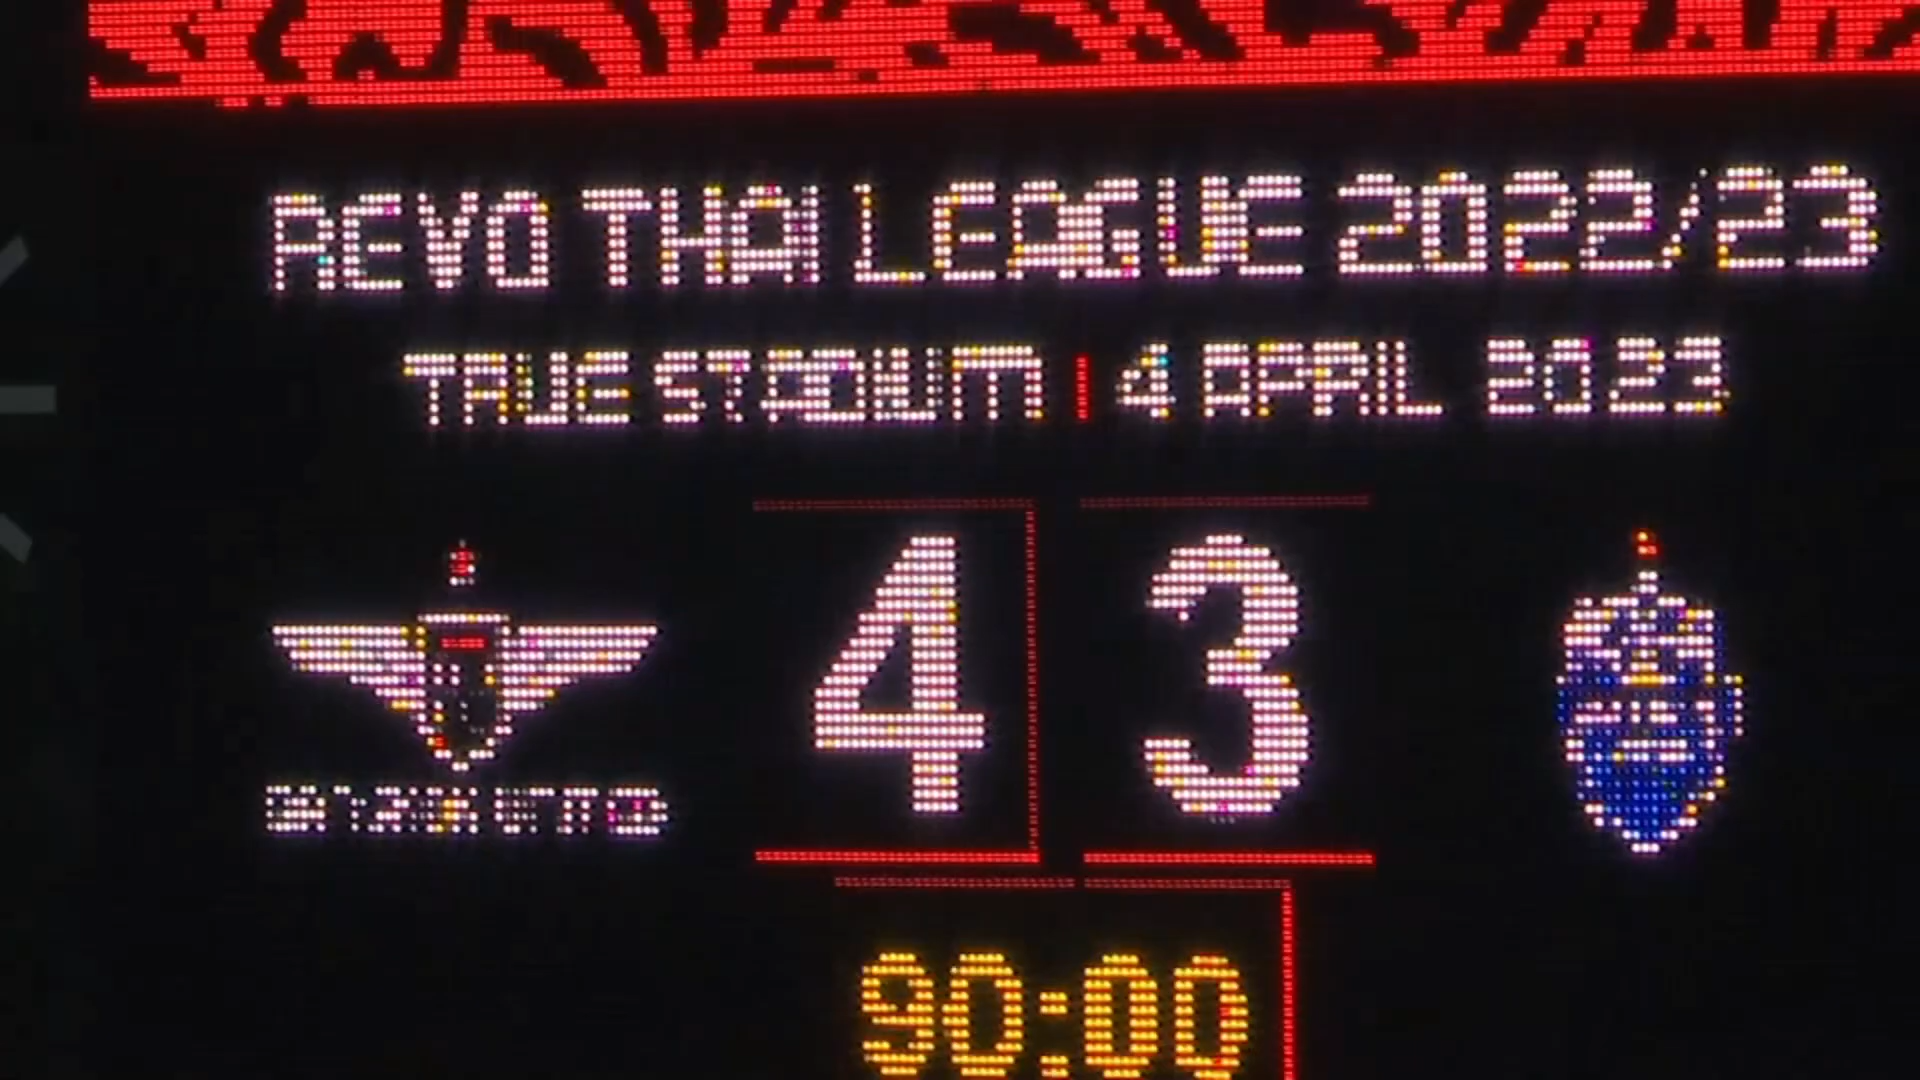 REVO THAI LEAGUE 2022/23
TRUE STADIUM | 4 APRIL 2023
4 3
90:00